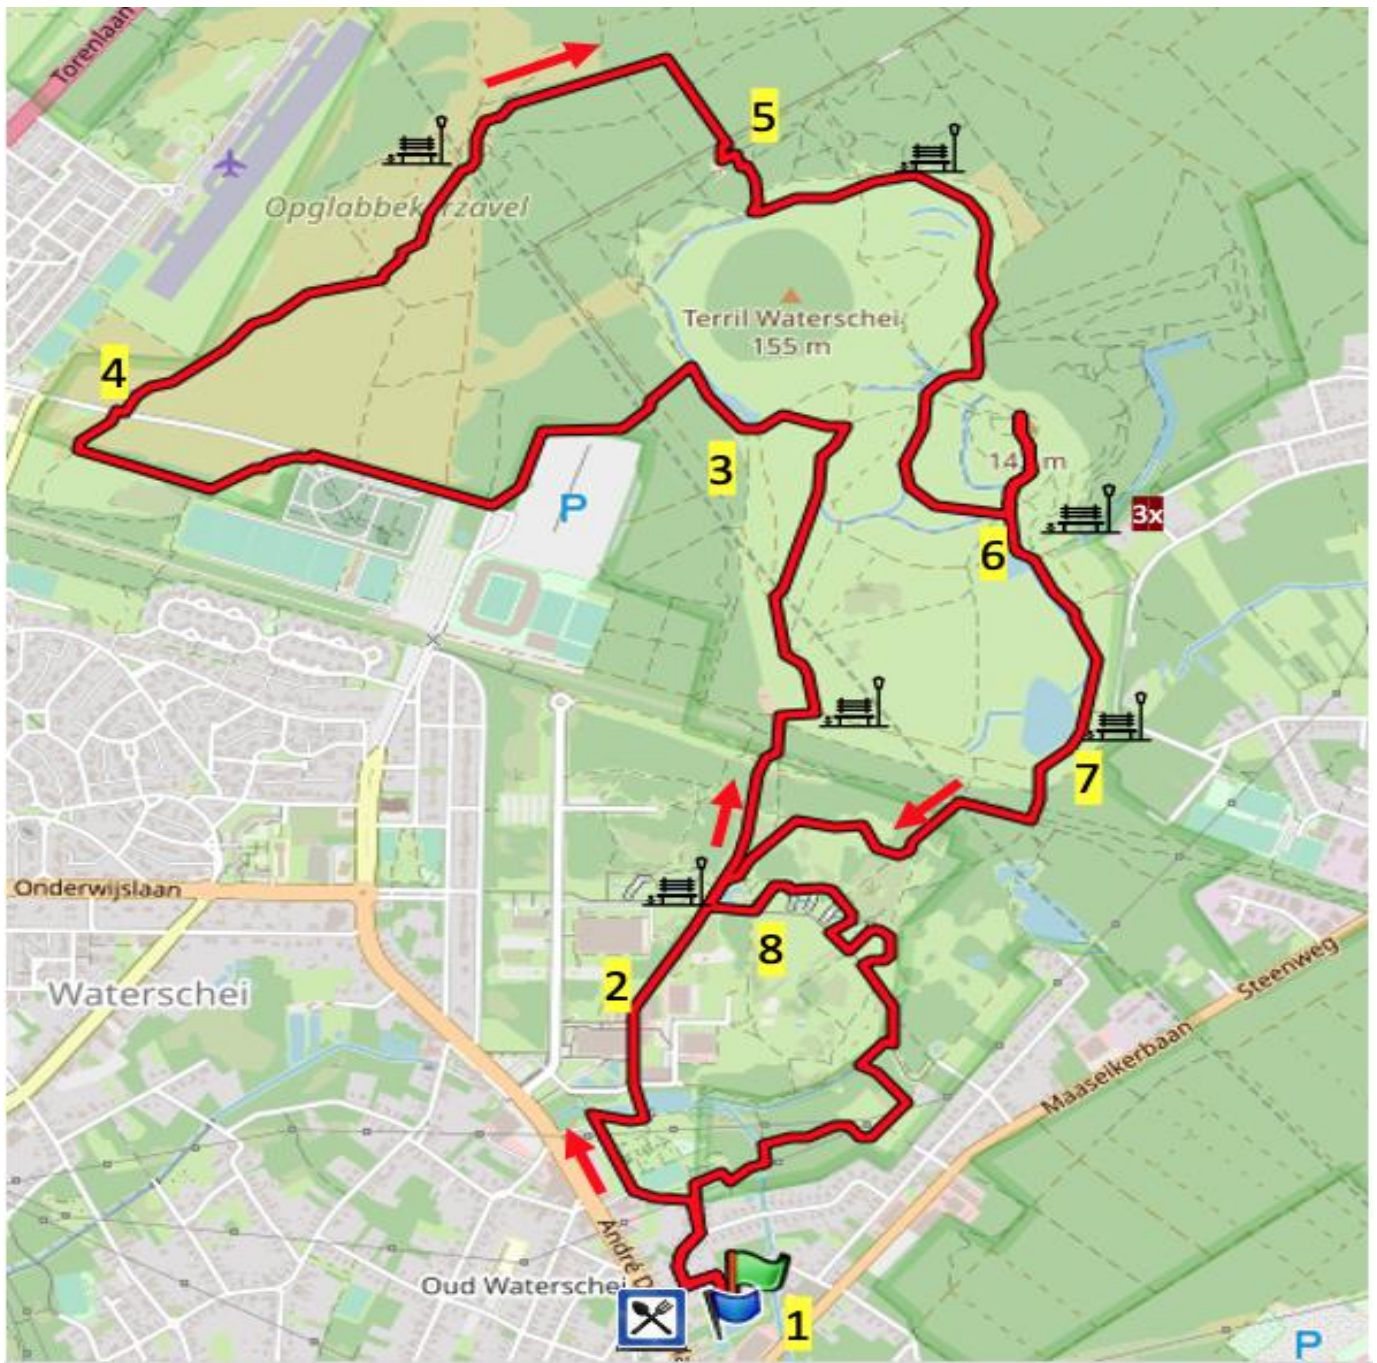 Torenlaan
5
Opglabbekerzavel
Terril Waterschei
155 m
4
3
14 m
P
3x
6
7
Onderwijslaan
8
2
Waterschei
Steenweg
Maaseikerbaan
André D
Oud Waterschei
1
P